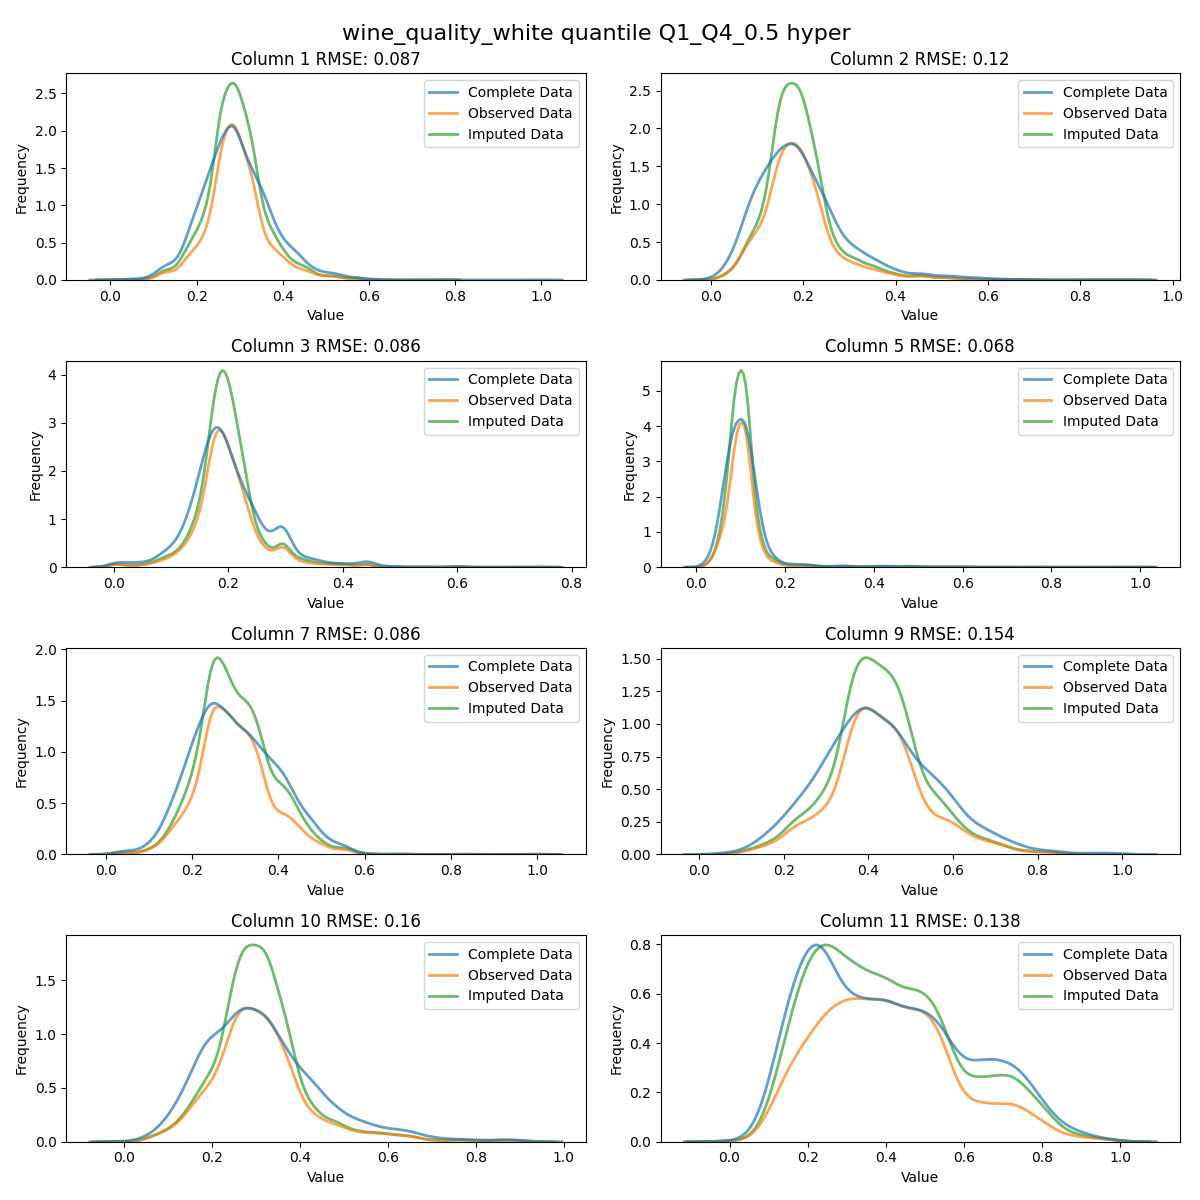 wine_quality_white quantile Q1_Q4_0.5 hyper
Column 1 RMSE: 0.087
Frequency
2.5
2.0
1.5
1.0
0.5
0.0
Complete Data
Observed Data
Imputed Data
0.0 0.2 0.4 0.6 0.8 1.0
Value
Column 2 RMSE: 0.12
Frequency
2.5
2.0
1.5
1.0
0.5
0.0
Complete Data
Observed Data
Imputed Data
0.0 0.2 0.4 0.6 0.8 1.0
Value
Column 3 RMSE: 0.086
Frequency
4
3
2
1
0
Complete Data
Observed Data
Imputed Data
0.0 0.2 0.4 0.6 0.8
Value
Column 5 RMSE: 0.068
Frequency
5
4
3
2
1
0
Complete Data
Observed Data
Imputed Data
0.0 0.2 0.4 0.6 0.8 1.0
Value
Column 7 RMSE: 0.086
Frequency
2.0
1.5
1.0
0.5
0.0
Complete Data
Observed Data
Imputed Data
0.0 0.2 0.4 0.6 0.8 1.0
Value
Column 9 RMSE: 0.154
Frequency
1.50
1.25
1.00
0.75
0.50
0.25
0.00
Complete Data
Observed Data
Imputed Data
0.0 0.2 0.4 0.6 0.8 1.0
Value
Column 10 RMSE: 0.16
Frequency
1.5
1.0
0.5
0.0
Complete Data
Observed Data
Imputed Data
0.0 0.2 0.4 0.6 0.8 1.0
Value
Column 11 RMSE: 0.138
Frequency
0.8
0.6
0.4
0.2
0.0
Complete Data
Observed Data
Imputed Data
0.0 0.2 0.4 0.6 0.8 1.0
Value